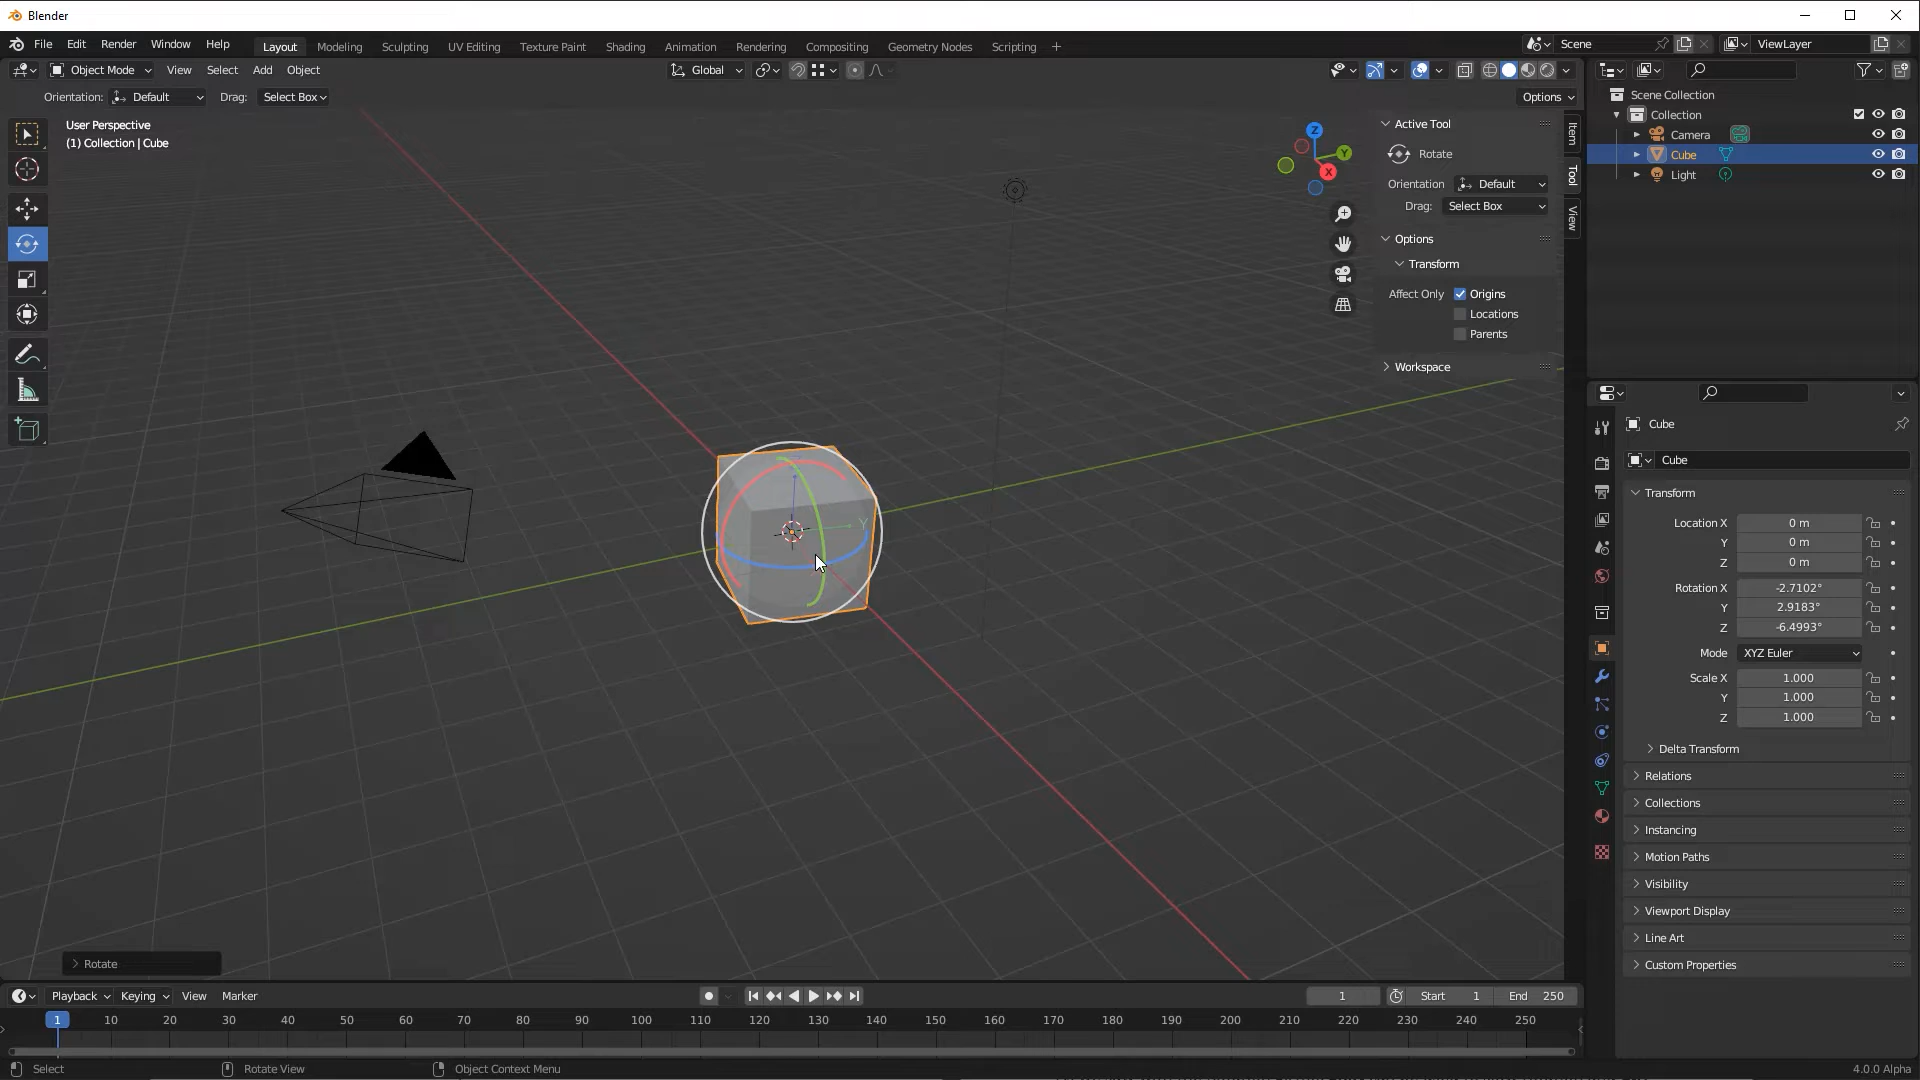 Blender
File Edit Render Window Help Layout Modeling Sculpting UV Editing Texture Paint Shading Animation Rendering Compositing Geometry Nodes Scripting Scene ViewLayer
Object Mode View Select Add Object Global
Orientation: Default Drag: Select Box Options
User Perspective
(1) Collection | Cube
Z
Y
X
Y
Active Tool
Rotate
Orientation Default
Drag: Select Box
Options
Transform
Affect Only Origins
Locations
Parents
Workspace
Item
Tool
View
Scene Collection
Collection
Camera
Cube
Light
Cube
Cube
Transform
Location X 0 m
Y 0 m
Z 0 m
Rotation X -2.7102°
Y 2.9183°
Z -6.4993°
Mode XYZ Euler
Scale X 1.000
Y 1.000
Z 1.000
Delta Transform
Relations
Collections
Instancing
Motion Paths
Visibility
Viewport Display
Line Art
Custom Properties
Rotate
Playback Keying View Marker 1 Start 1 End 250
1 10 20 30 40 50 60 70 80 90 100 110 120 130 140 150 160 170 180 190 200 210 220 230 240 250
Select Rotate View Object Context Menu 4.0.0 Alpha